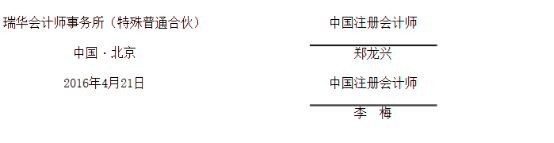 瑞华会计师事务所（特殊普通合伙）
中国注册会计师
中国·北京
郑龙兴
2016年4月21日
中国注册会计师
李　梅